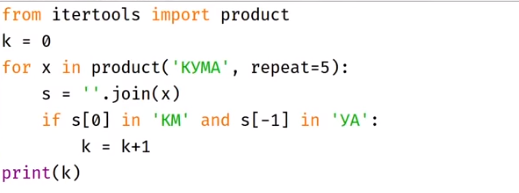 from itertools import product
k = 0
for x in product('КУМА', repeat=5):
    s = ''.join(x)
    if s[0] in 'КМ' and s[-1] in 'УА':
        k = k+1
print(k)